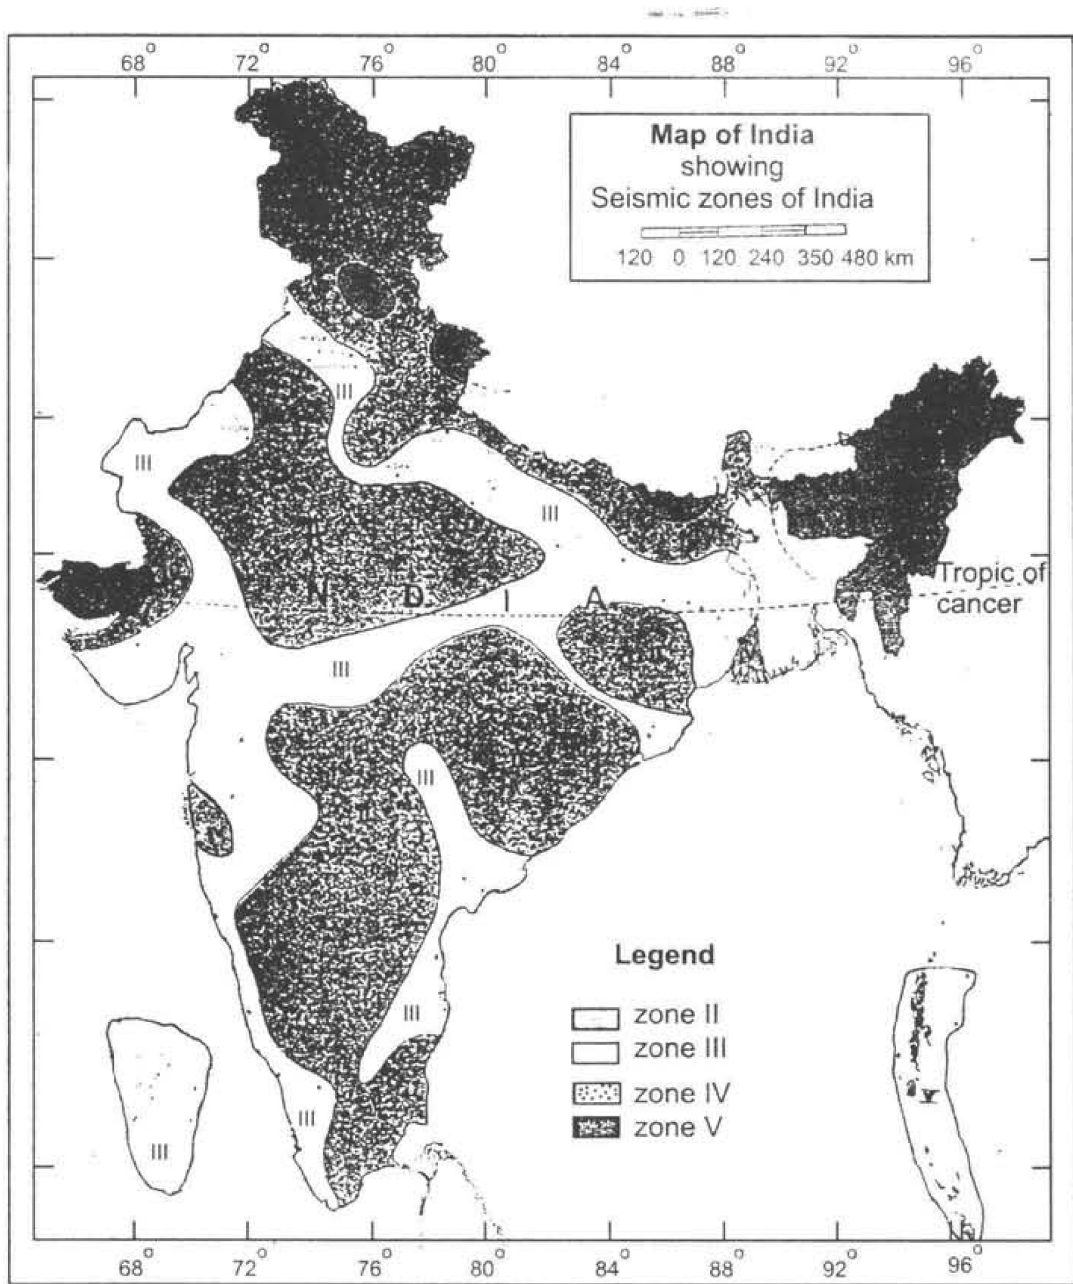 68° 72° 76° 80° 84° 88° 92° 96°
Map of India
showing
Seismic zones of India
120 0 120 240 350 480 km
III
III
III
II
N D I A
Tropic of
cancer
III
III
Legend
zone II
zone III
zone IV
zone V
III
V
III
III
68° 72° 76° 80° 84° 88° 92° 96°